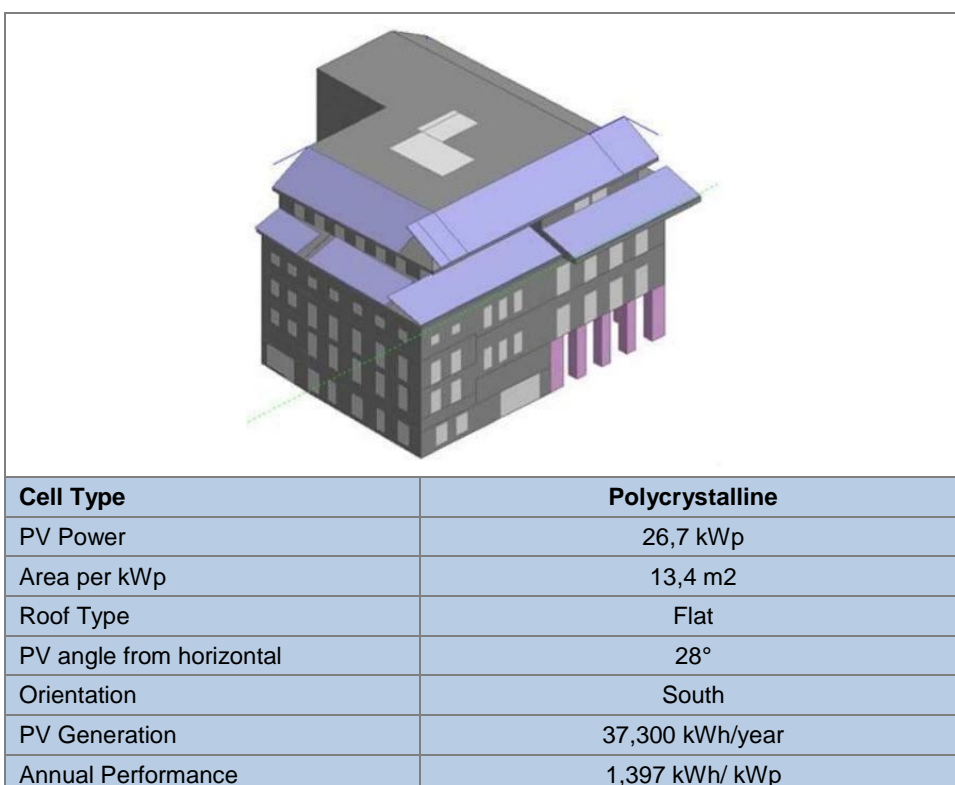 Cell Type Polycrystalline
PV Power 26,7 kWp
Area per kWp 13,4 m2
Roof Type Flat
PV angle from horizontal 28°
Orientation South
PV Generation 37,300 kWh/year
Annual Performance 1,397 kWh/ kWp